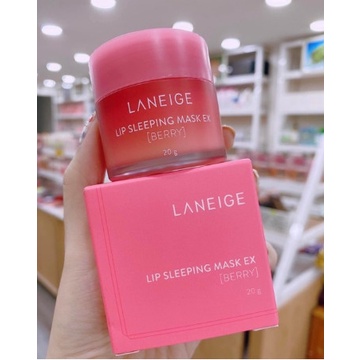 LANEIGE
LIP SLEEPING MASK EX
[BERRY]
20 g
LANEIGE
LIP SLEEPING MASK EX
[BERRY]
20 g